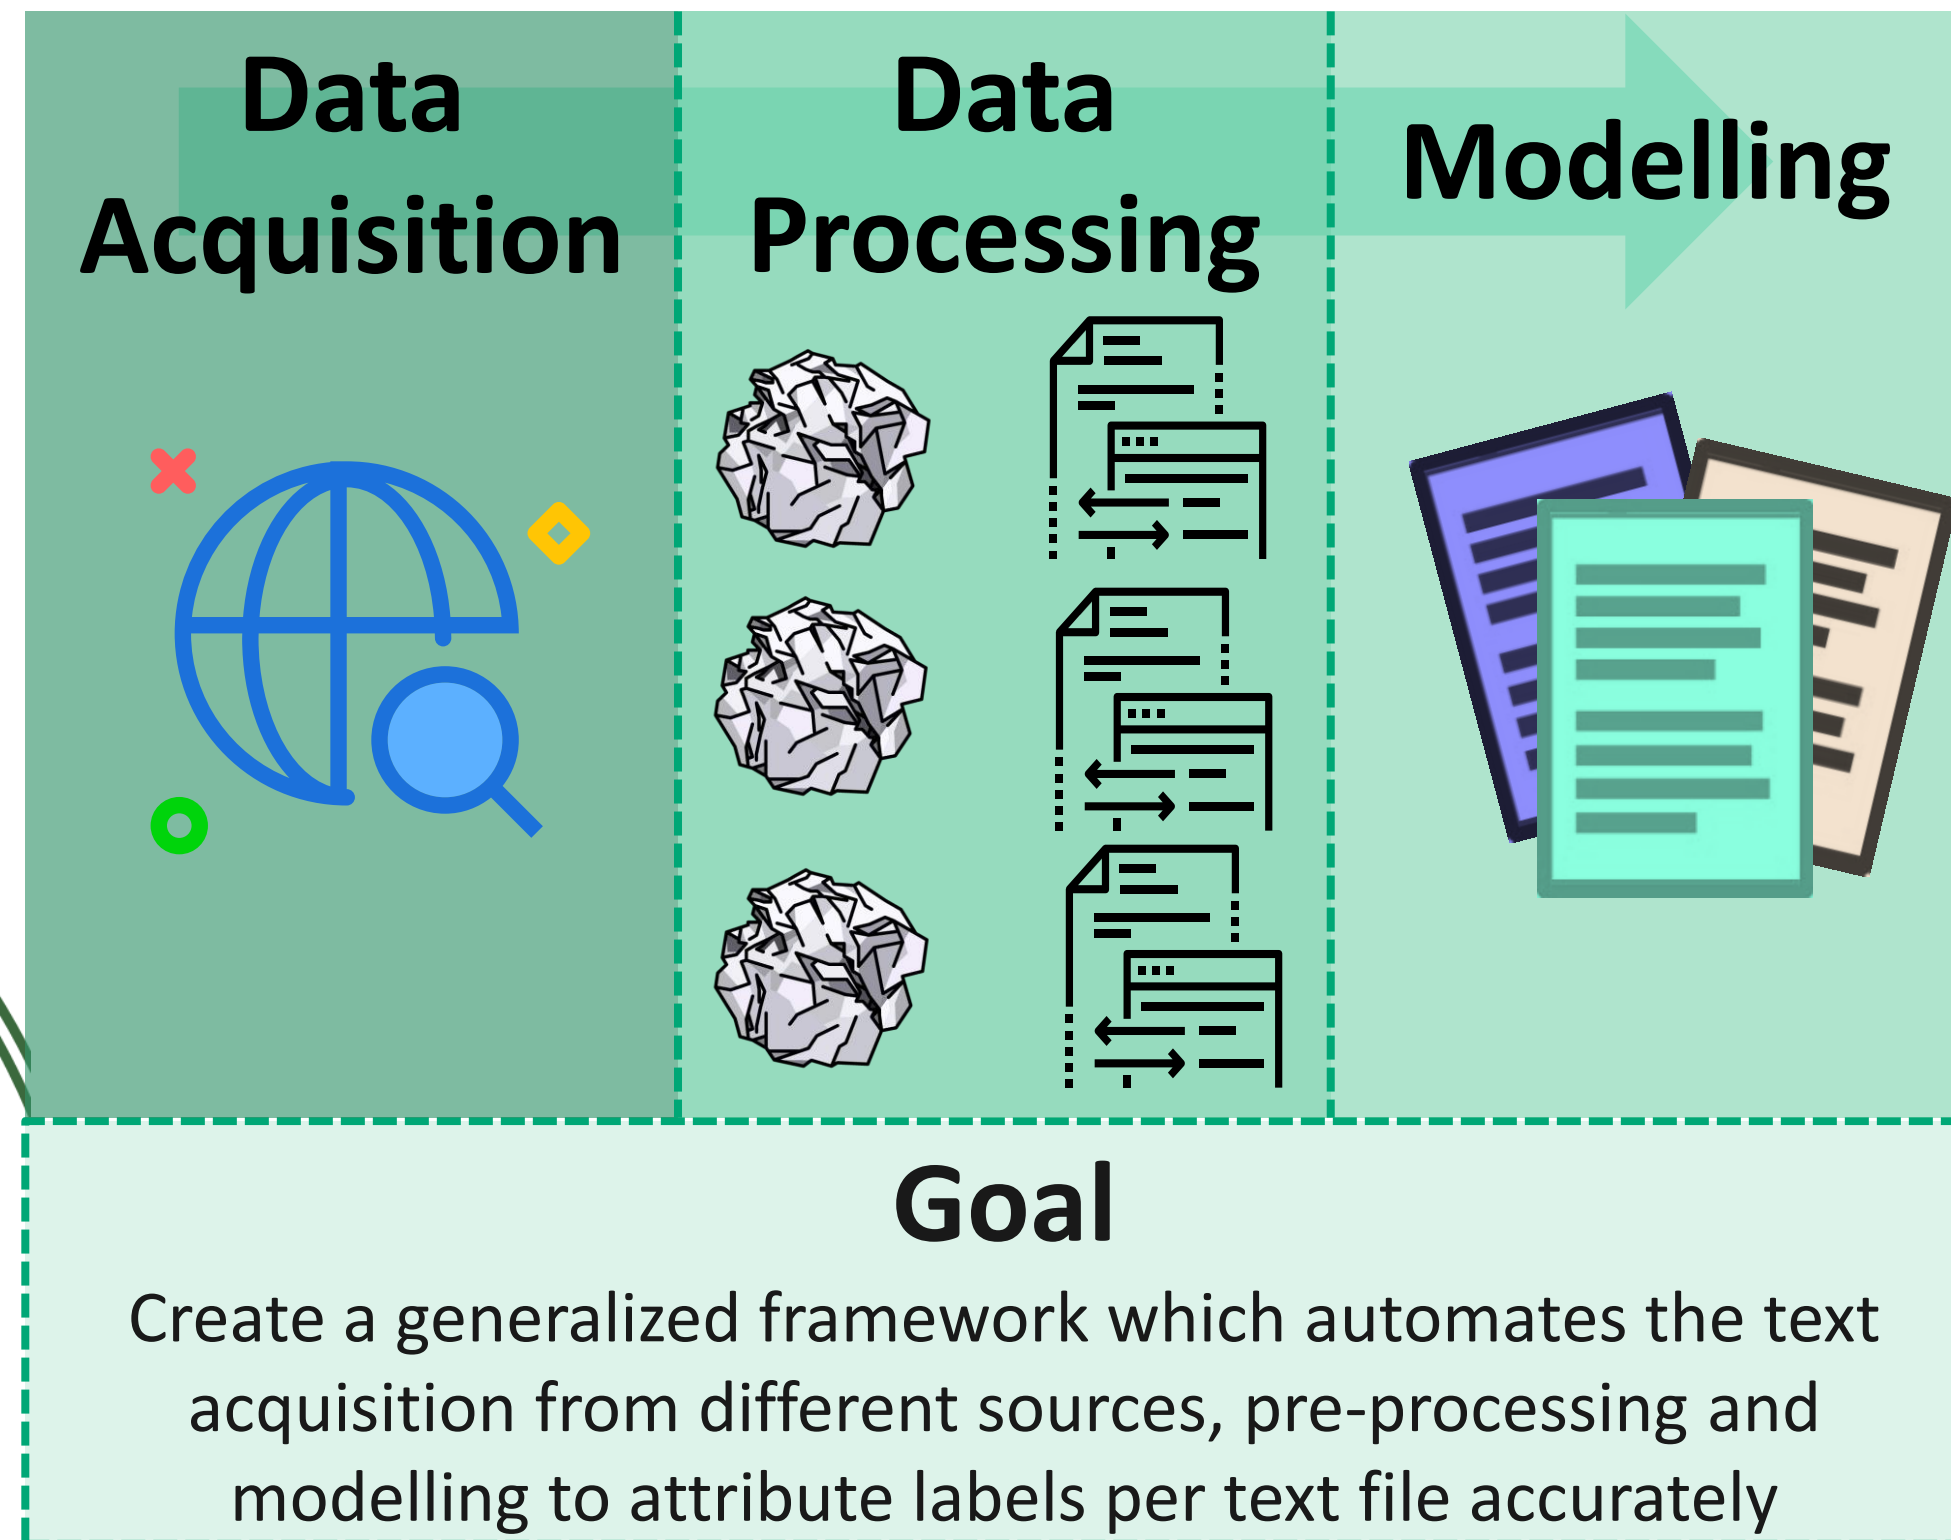 Data
Acquisition
Data
Processing
Modelling
Goal
Create a generalized framework which automates the text
acquisition from different sources, pre-processing and
modelling to attribute labels per text file accurately